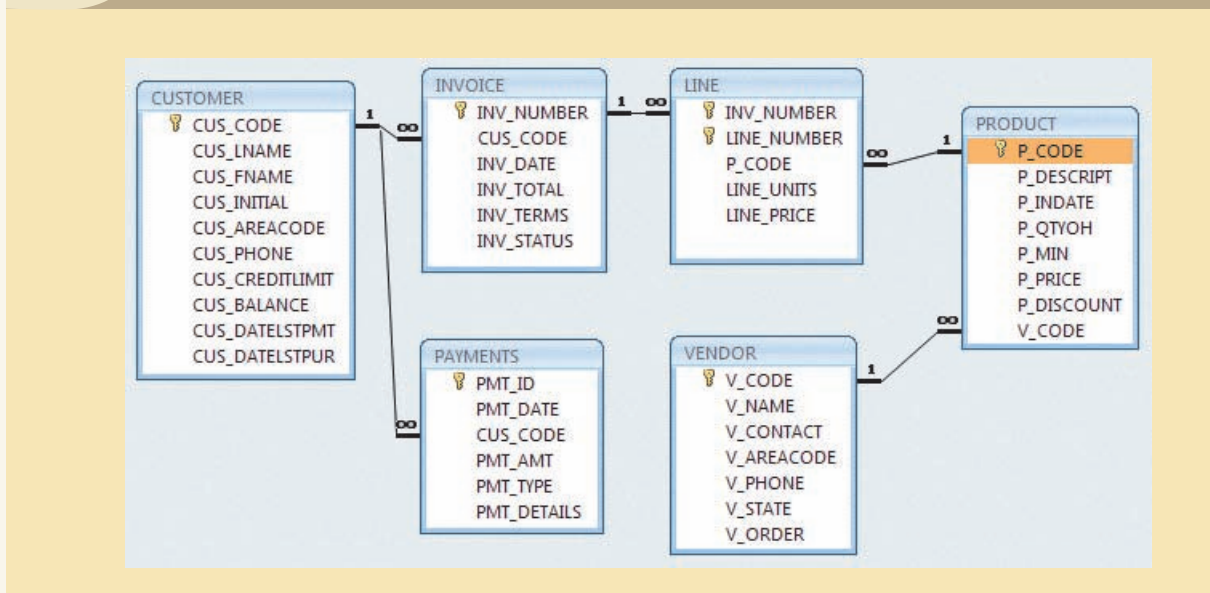 CUSTOMER
CUS_CODE
CUS_LNAME
CUS_FNAME
CUS_INITIAL
CUS_AREACODE
CUS_PHONE
CUS_CREDITLIMIT
CUS_BALANCE
CUS_DATELSTPMT
CUS_DATELSTPUR
1
∞
∞
INVOICE
INV_NUMBER
CUS_CODE
INV_DATE
INV_TOTAL
INV_TERMS
INV_STATUS
1 ∞
LINE
INV_NUMBER
LINE_NUMBER
P_CODE
LINE_UNITS
LINE_PRICE
∞ 1
PRODUCT
P_CODE
P_DESCRIPT
P_INDATE
P_QTYOH
P_MIN
P_PRICE
P_DISCOUNT
V_CODE
PAYMENTS
PMT_ID
PMT_DATE
CUS_CODE
PMT_AMT
PMT_TYPE
PMT_DETAILS
VENDOR
V_CODE
V_NAME
V_CONTACT
V_AREACODE
V_PHONE
V_STATE
V_ORDER
1 ∞